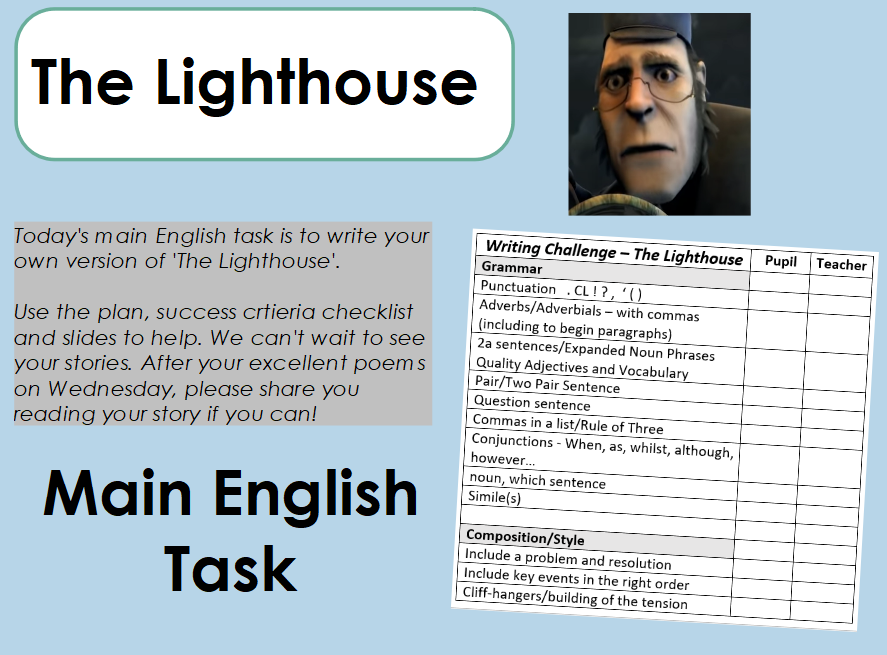 The Lighthouse
Today's main English task is to write your
own version of 'The Lighthouse'.
Use the plan, success crtieria checklist
and slides to help. We can't wait to see
your stories. After your excellent poems
on Wednesday, please share you
reading your story if you can!
Main English
Task
Writing Challenge – The Lighthouse Pupil Teacher
Grammar
Punctuation . CL ! ? , ‘ ( )
Adverbs/Adverbials – with commas
(including to begin paragraphs)
2a sentences/Expanded Noun Phrases
Quality Adjectives and Vocabulary
Pair/Two Pair Sentence
Question sentence
Commas in a list/Rule of Three
Conjunctions - When, as, whilst, although,
however…
noun, which sentence
Simile(s)
Composition/Style
Include a problem and resolution
Include key events in the right order
Cliff-hangers/building of the tension